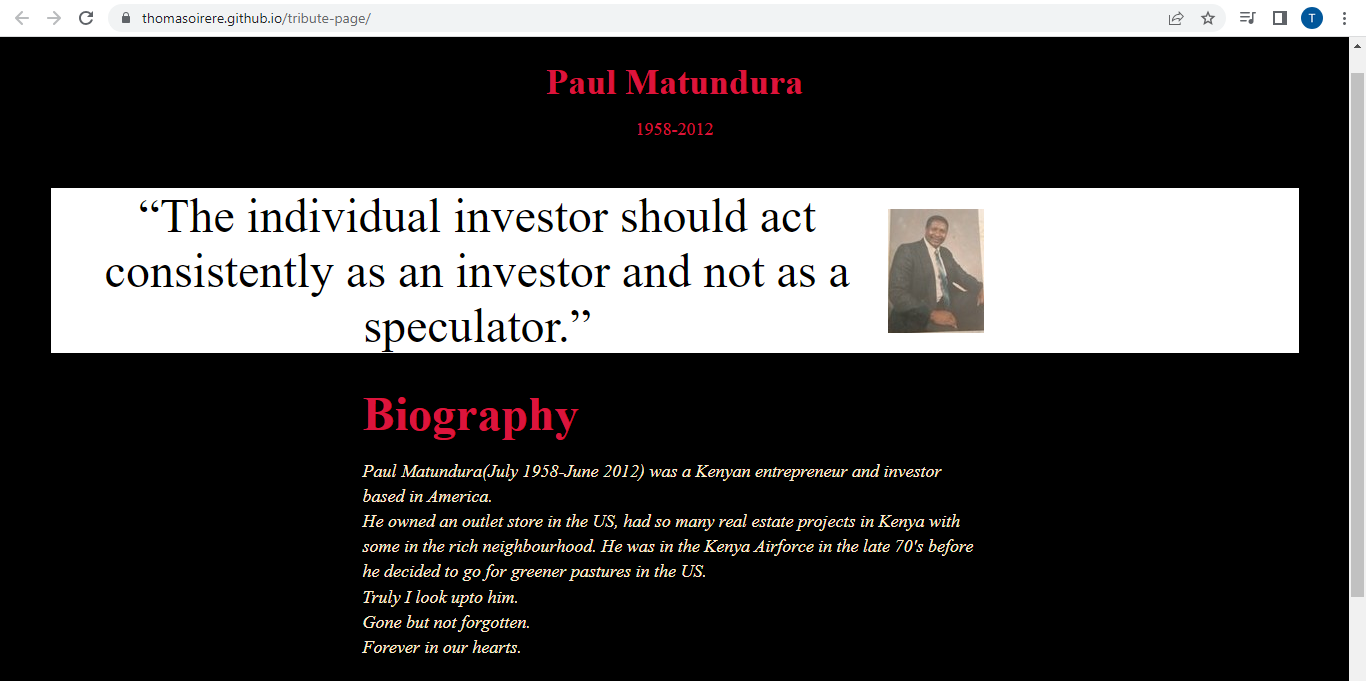 thomasoirere.github.io/tribute-page/
T
Paul Matundura
1958-2012
“The individual investor should act
consistently as an investor and not as a
speculator.”
Biography
Paul Matundura(July 1958-June 2012) was a Kenyan entrepreneur and investor
based in America.
He owned an outlet store in the US, had so many real estate projects in Kenya with
some in the rich neighbourhood. He was in the Kenya Airforce in the late 70's before
he decided to go for greener pastures in the US.
Truly I look upto him.
Gone but not forgotten.
Forever in our hearts.